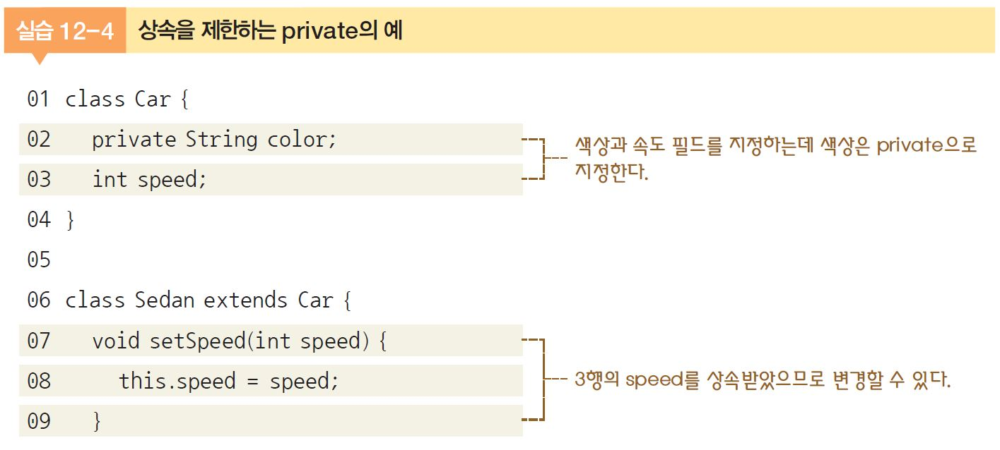 실습 12-4 상속을 제한하는 private의 예
01 class Car {
02 private String color;
03 int speed;
색상과 속도 필드를 지정하는데 색상은 private으로
지정한다.
04 }
05
06 class Sedan extends Car {
07 void setSpeed(int speed) {
08 this.speed = speed;
09 }
3행의 speed를 상속받았으므로 변경할 수 있다.